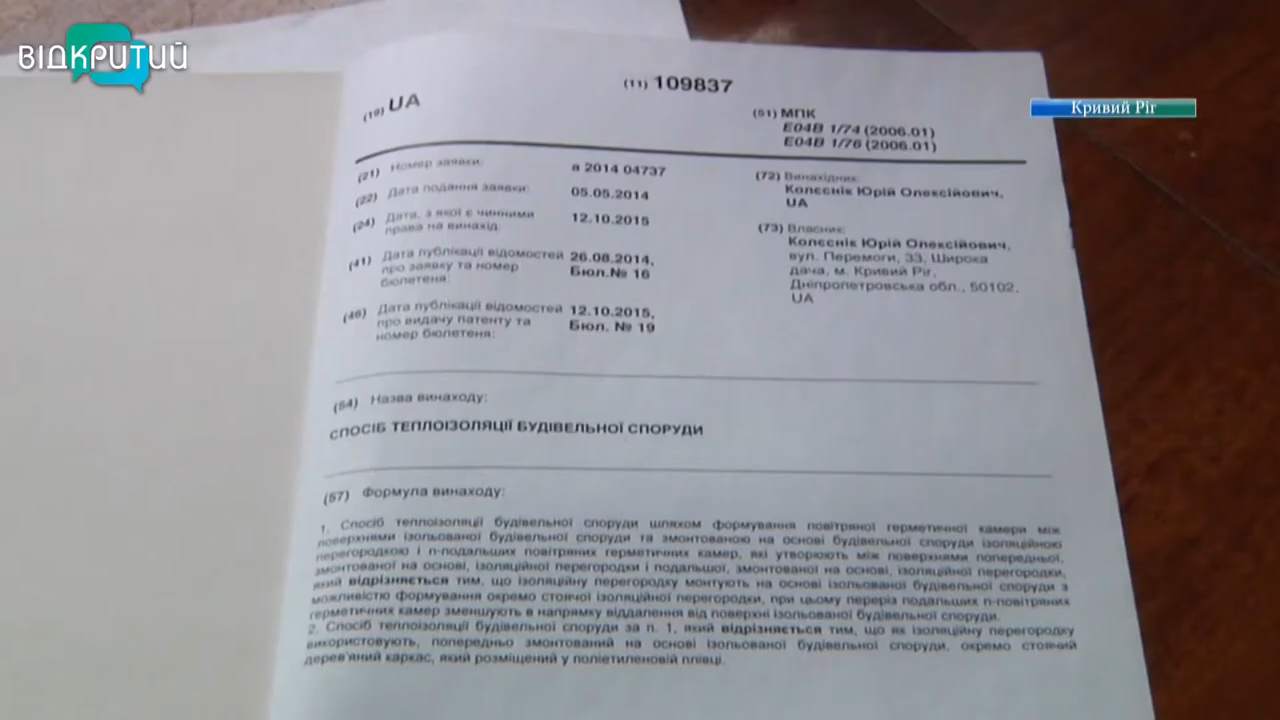 ВІДКРИТИЙ
Кривий Ріг
(11) 109837
(19) UA
(51) МПК
E04B 1/74 (2006.01)
E04B 1/76 (2006.01)
(21) Номер заявки: а 2014 04737
(22) Дата подання заявки: 05.05.2014
(24) Дата, з якої є чинними права на винахід: 12.10.2015
(41) Дата публікації відомостей про заявку та номер бюлетеня: 26.08.2014, Бюл.№ 16
(46) Дата публікації відомостей про видачу патенту та номер бюлетеня: 12.10.2015, Бюл. № 19
(72) Винахідник:
Колєснік Юрій Олексійович,
UA
(73) Власник:
Колєснік Юрій Олексійович,
вул. Перемоги, 33, Широка
дача, м. Кривий Ріг,
Дніпропетровська обл., 50102,
UA
(54) Назва винаходу:
СПОСІБ ТЕПЛОІЗОЛЯЦІЇ БУДІВЕЛЬНОЇ СПОРУДИ
(57) Формула винаходу:
1. Спосіб теплоізоляції будівельної споруди шляхом формування повітряної герметичної камери між
поверхнями ізольованої будівельної споруди та змонтованою на основі будівельної споруди ізоляційною
перегородкою і n-подальших повітряних герметичних камер, які утворюють між поверхнями попередньої,
змонтованої на основі, ізоляційної перегородки і подальшої, змонтованої на основі, ізоляційної перегородки,
який відрізняється тим, що ізоляційну перегородку монтують на основі ізольованої будівельної споруди з
можливістю формування окремо стоячої ізоляційної перегородки, при цьому переріз подальших n-повітряних
герметичних камер зменшують в напрямку віддалення від поверхні ізольованої будівельної споруди.
2. Спосіб теплоізоляції будівельної споруди за п. 1, який відрізняється тим, що як ізоляційну перегородку
використовують, попередньо змонтований на основі ізольованої будівельної споруди, окремо стоячий
дерев'яний каркас, який розміщений у поліетиленовій плівці.